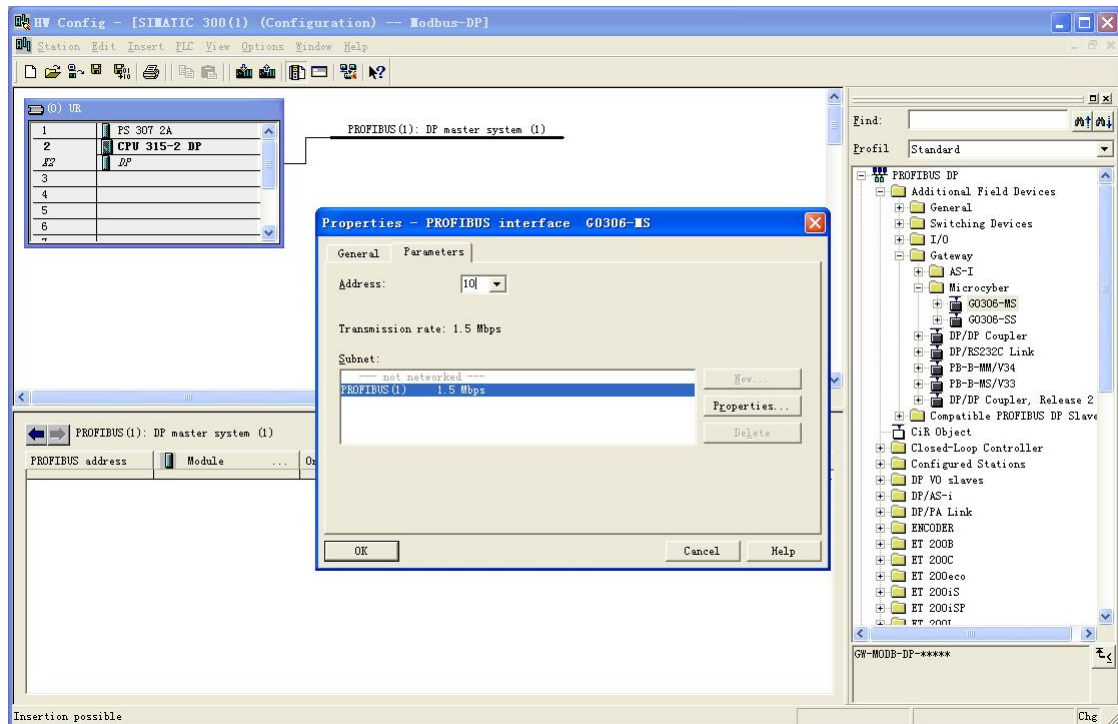 HW Config - [SIMATIC 300(1) (Configuration) -- Modbus-DP]
Station Edit Insert PLC View Options Window Help
(0) UR
1 PS 307 2A
2 CPU 315-2 DP
X2 DP
3
4
5
6
7
PROFIBUS(1): DP master system (1)
Properties - PROFIBUS interface G0306-MS
General Parameters
Address: 10
Transmission rate: 1.5 Mbps
Subnet:
--- not networked ---
PROFIBUS(1) 1.5 Mbps
New...
Properties...
Delete
OK Cancel Help
PROFIBUS(1): DP master system (1)
PROFIBUS address Module ...
Find:
Profil Standard
PROFIBUS DP
Additional Field Devices
General
Switching Devices
I/O
Gateway
AS-I
Microcyber
G0306-MS
G0306-SS
DP/DP Coupler
DP/RS232C Link
PB-B-MM/V34
PB-B-MS/V33
DP/DP Coupler, Release 2
Compatible PROFIBUS DP Slave
CiR Object
Closed-Loop Controller
Configured Stations
DP V0 slaves
DP/AS-i
DP/PA Link
ENCODER
ET 200B
ET 200C
ET 200eco
ET 200iS
ET 200iSP
ET 200L
GW-MODB-DP-*****
Insertion possible
Chg